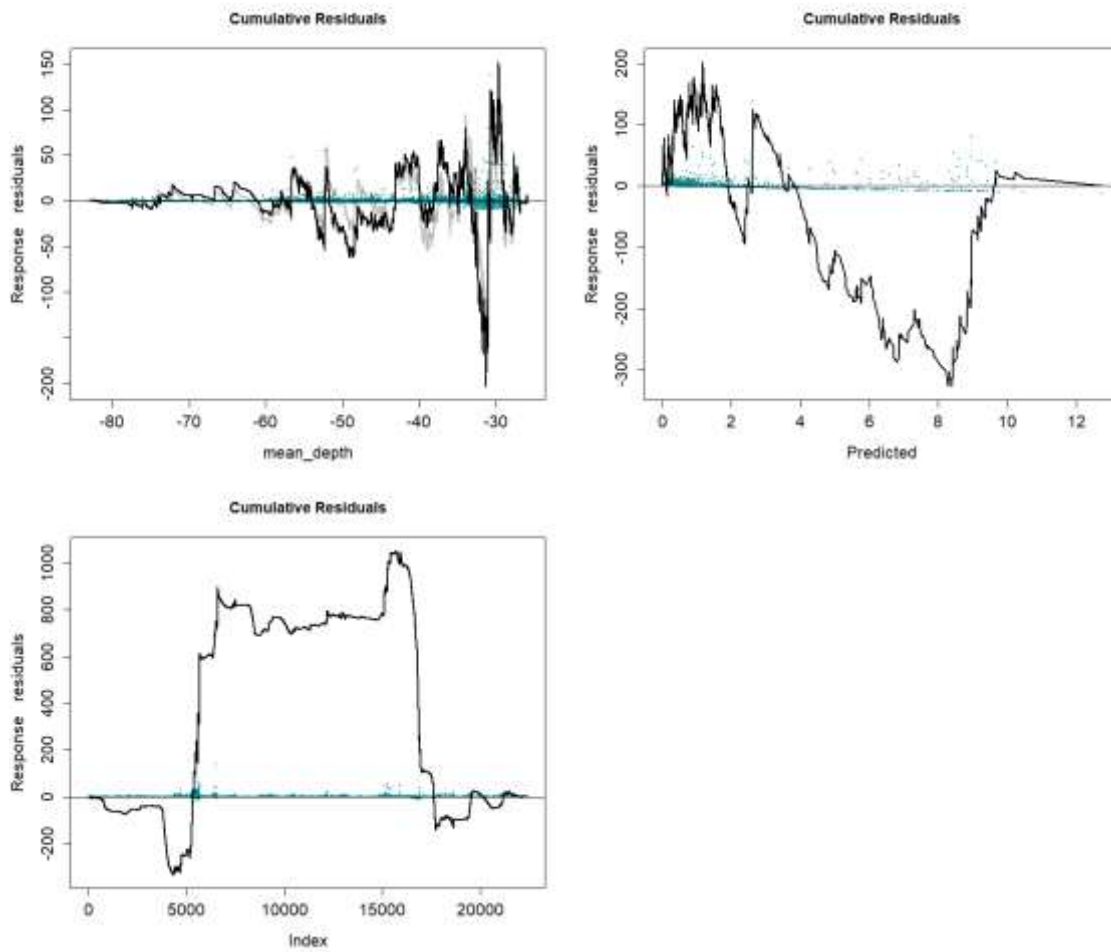 Cumulative Residuals
Response residuals
150
100
50
0
-50
-100
-200
-80 -70 -60 -50 -40 -30
mean_depth
Cumulative Residuals
Response residuals
200
100
0
-100
-200
-300
0 2 4 6 8 10 12
Predicted
Cumulative Residuals
Response residuals
1000
800
600
400
200
0
-200
0 5000 10000 15000 20000
Index